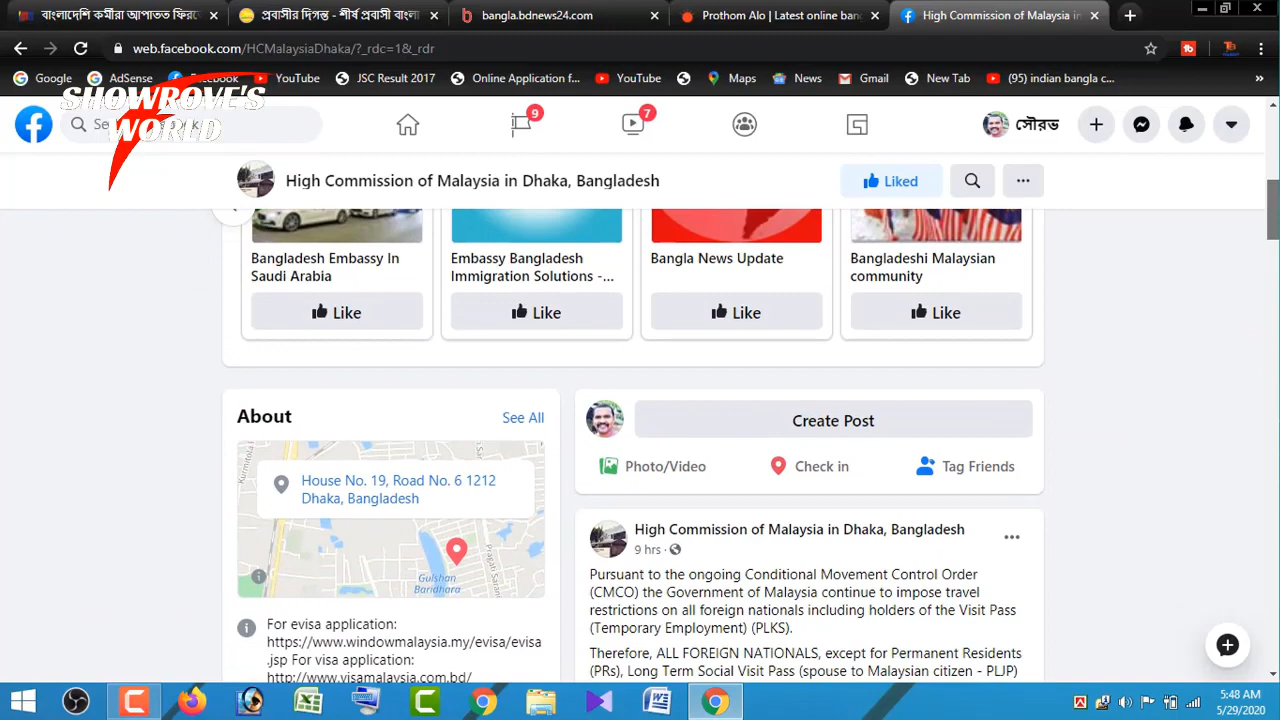 বাংলাদেশি কর্মীরা আপাতত ফিরতে
প্রবাসীর দিগন্ত - শীর্ষ প্রবাসী বাংলা
bangla.bdnews24.com
Prothom Alo | Latest online bang
High Commission of Malaysia in
web.facebook.com/HCMalaysiaDhaka/?_rdc=1&_rdr
Google
AdSense
Facebook
YouTube
JSC Result 2017
Online Application f...
YouTube
Maps
News
Gmail
New Tab
(95) indian bangla c...
SHOWROVE'S
WORLD
9
7
সৌরভ
High Commission of Malaysia in Dhaka, Bangladesh
Liked
Bangladesh Embassy In
Saudi Arabia
Like
Embassy Bangladesh
Immigration Solutions -...
Like
Bangla News Update
Like
Bangladeshi Malaysian
community
Like
About
See All
House No. 19, Road No. 6 1212
Dhaka, Bangladesh
Gulshan
Baridhara
For evisa application:
https://www.windowmalaysia.my/evisa/evisa
.jsp For visa application:
http://www.visamalaysia.com.bd/
Create Post
Photo/Video
Check in
Tag Friends
High Commission of Malaysia in Dhaka, Bangladesh
9 hrs ·
Pursuant to the ongoing Conditional Movement Control Order
(CMCO) the Government of Malaysia continue to impose travel
restrictions on all foreign nationals including holders of the Visit Pass
(Temporary Employment) (PLKS).
Therefore, ALL FOREIGN NATIONALS, except for Permanent Residents
(PRs), Long Term Social Visit Pass (spouse to Malaysian citizen - PLJP)
5:48 AM
5/29/2020